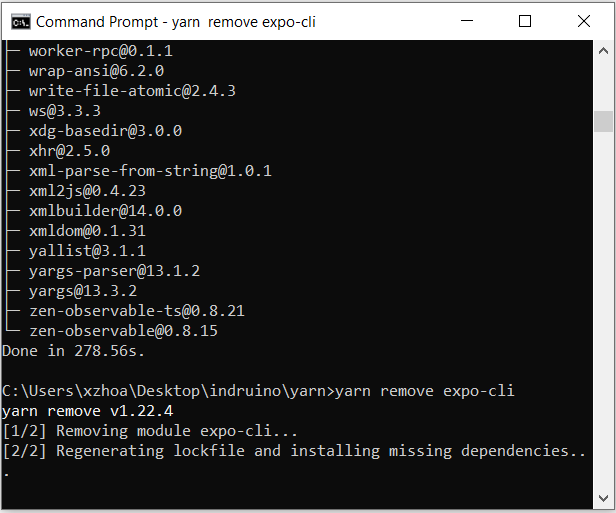 Command Prompt - yarn  remove expo-cli
├─ worker-rpc@0.1.1
├─ wrap-ansi@6.2.0
├─ write-file-atomic@2.4.3
├─ ws@3.3.3
├─ xdg-basedir@3.0.0
├─ xhr@2.5.0
├─ xml-parse-from-string@1.0.1
├─ xml2js@0.4.23
├─ xmlbuilder@14.0.0
├─ xmldom@0.1.31
├─ yallist@3.1.1
├─ yargs-parser@13.1.2
├─ yargs@13.3.2
├─ zen-observable-ts@0.8.21
└─ zen-observable@0.8.15
Done in 278.56s.
C:\Users\xzhoa\Desktop\indruino\yarn>yarn remove expo-cli
yarn remove v1.22.4
[1/2] Removing module expo-cli...
[2/2] Regenerating lockfile and installing missing dependencies..
.